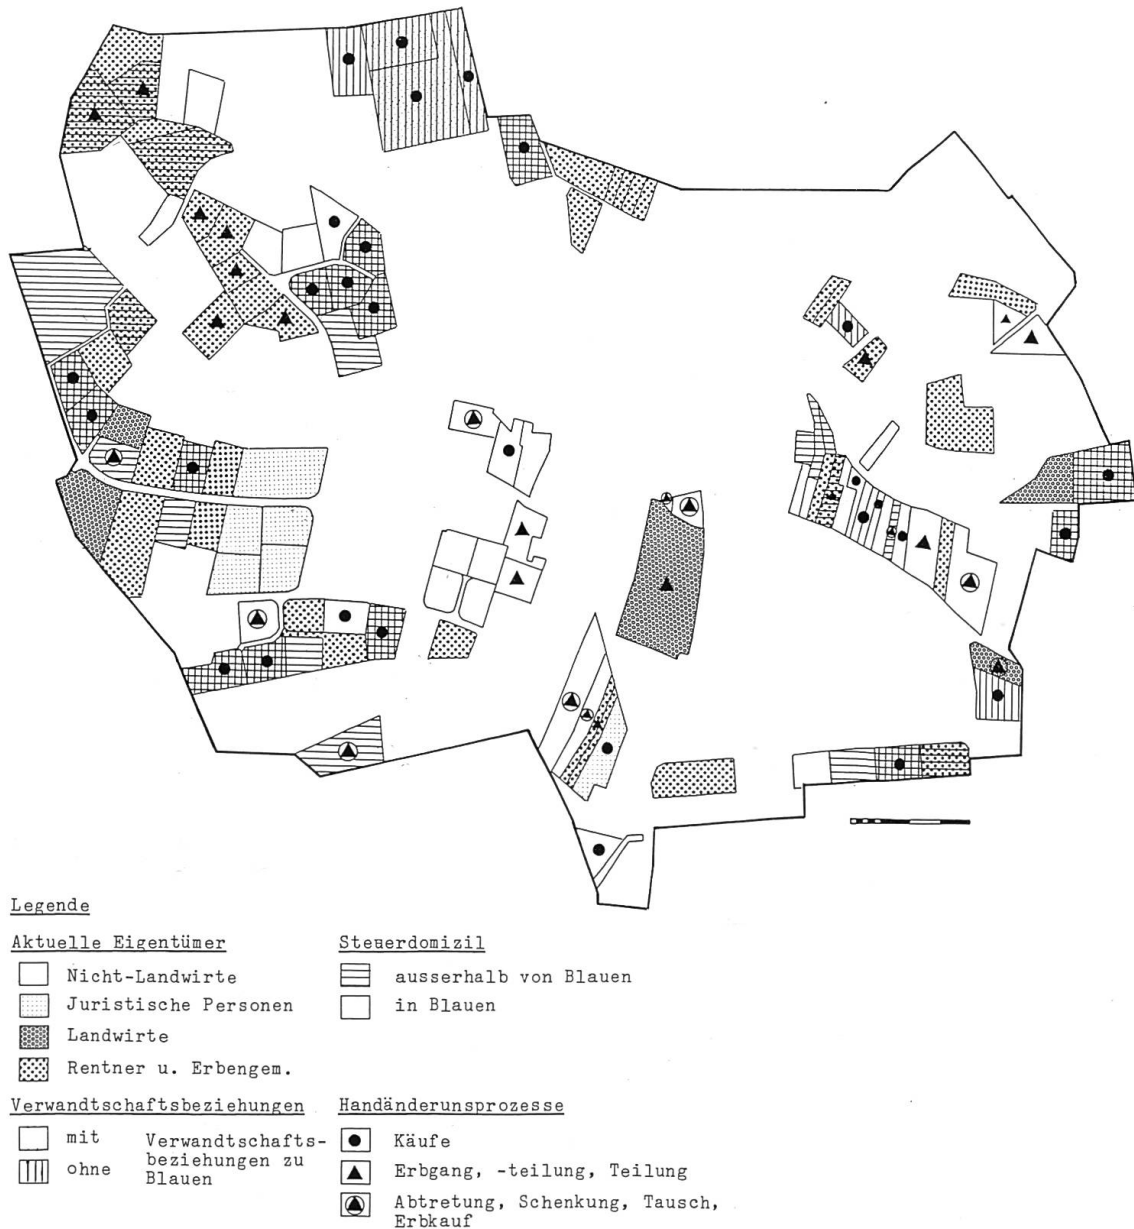 Legende
Aktuelle Eigentümer
Nicht-Landwirte
Juristische Personen
Landwirte
Rentner u. Erbengem.
Steuerdomizil
ausserhalb von Blauen
in Blauen
Verwandtschaftsbeziehungen
mit
ohne
Verwandtschafts-
beziehungen zu
Blauen
Handänderunsprozesse
Käufe
Erbgang, -teilung, Teilung
Abtretung, Schenkung, Tausch,
Erbkauf